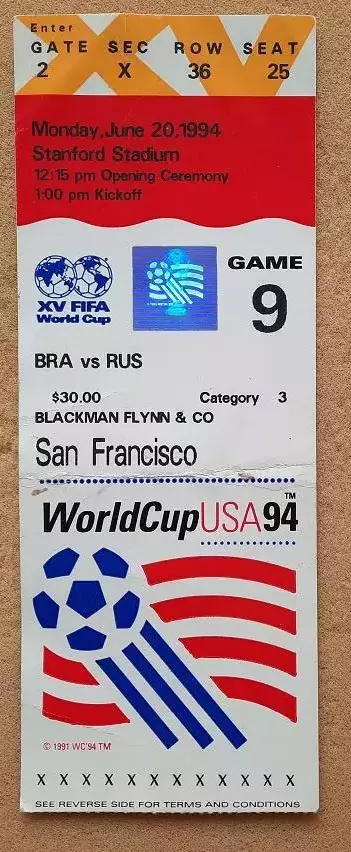 Enter
GATE SEC ROW SEAT
2 X 36 25
Monday, June 20, 1994
Stanford Stadium
12:15 pm Opening Ceremony
1:00 pm Kickoff
XV FIFA
World Cup
GAME
9
BRA vs RUS
$30.00 Category 3
BLACKMAN FLYNN & CO
San Francisco
WorldCupUSA94™
© 1991 WC'94 TM
X X X X X X X X X X X X
SEE REVERSE SIDE FOR TERMS AND CONDITIONS